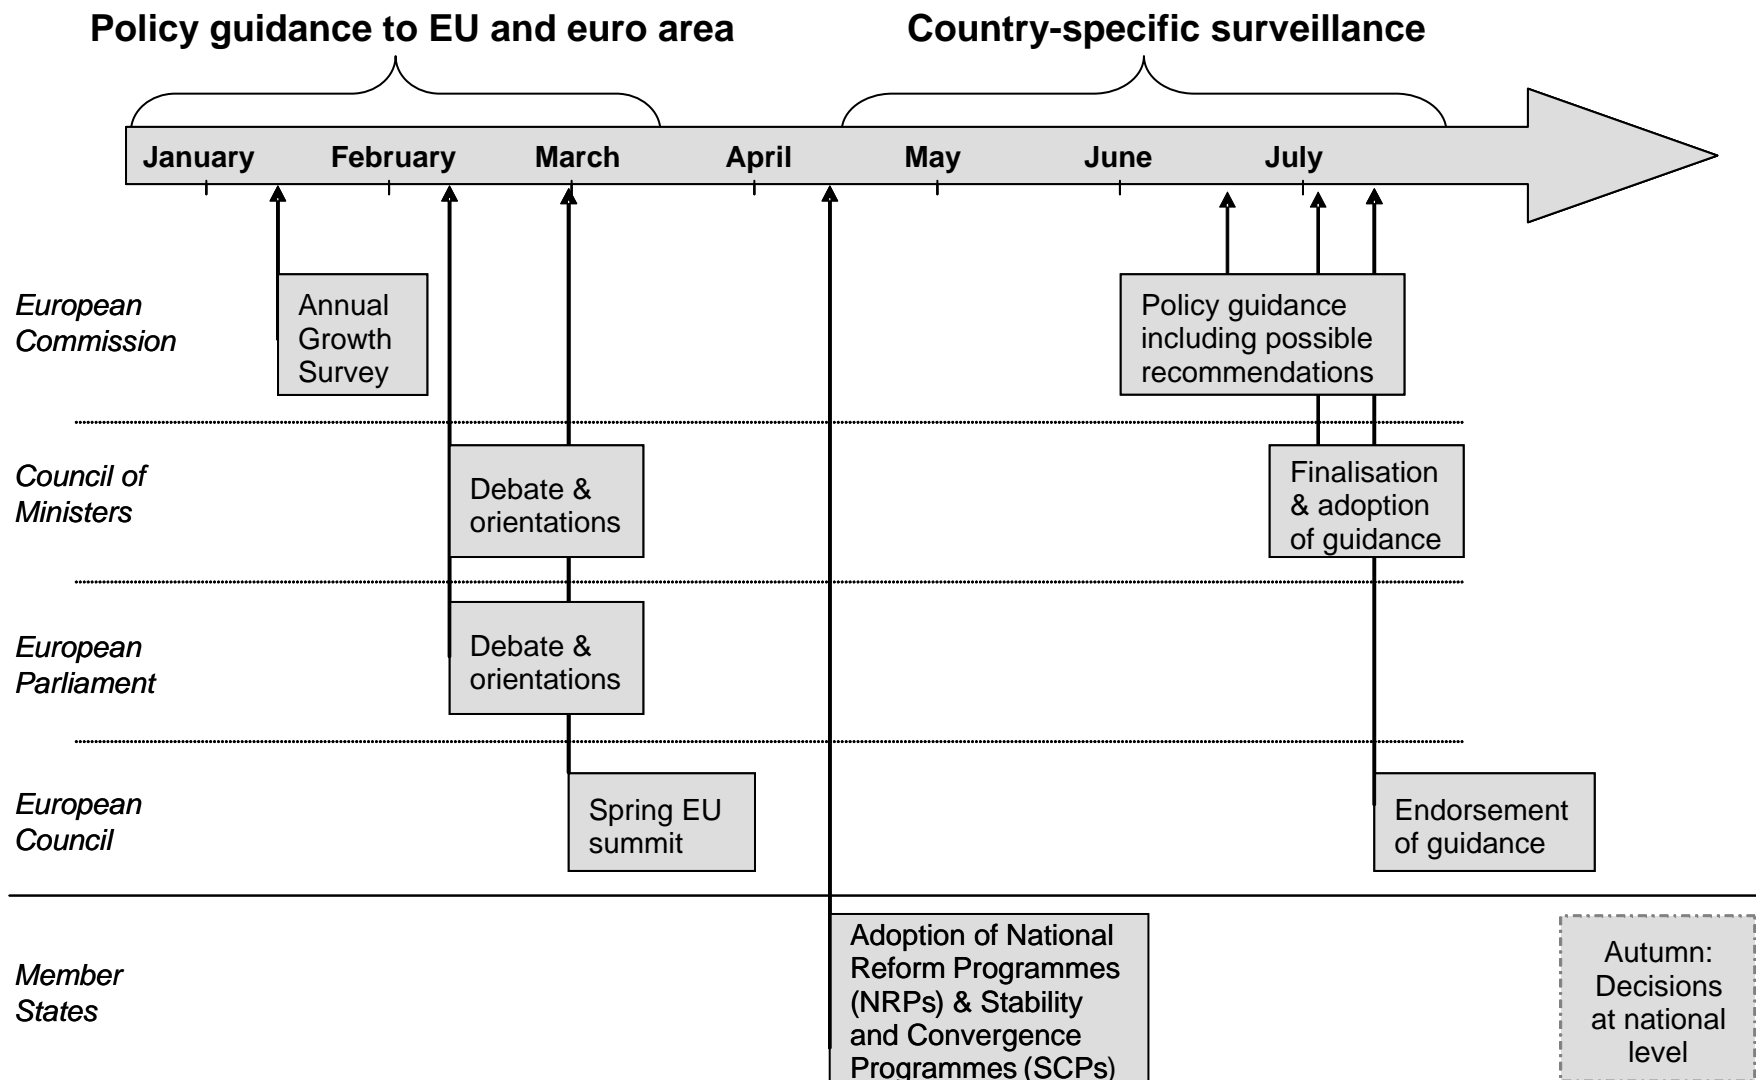 Policy guidance to EU and euro area
Country-specific surveillance
January February March April May June July
European
Commission
Annual
Growth
Survey
Policy guidance
including possible
recommendations
Council of
Ministers
Debate &
orientations
Finalisation
& adoption
of guidance
European
Parliament
Debate &
orientations
European
Council
Spring EU
summit
Endorsement
of guidance
Member
States
Adoption of National
Reform Programmes
(NRPs) & Stability
and Convergence
Programmes (SCPs)
Autumn:
Decisions
at national
level